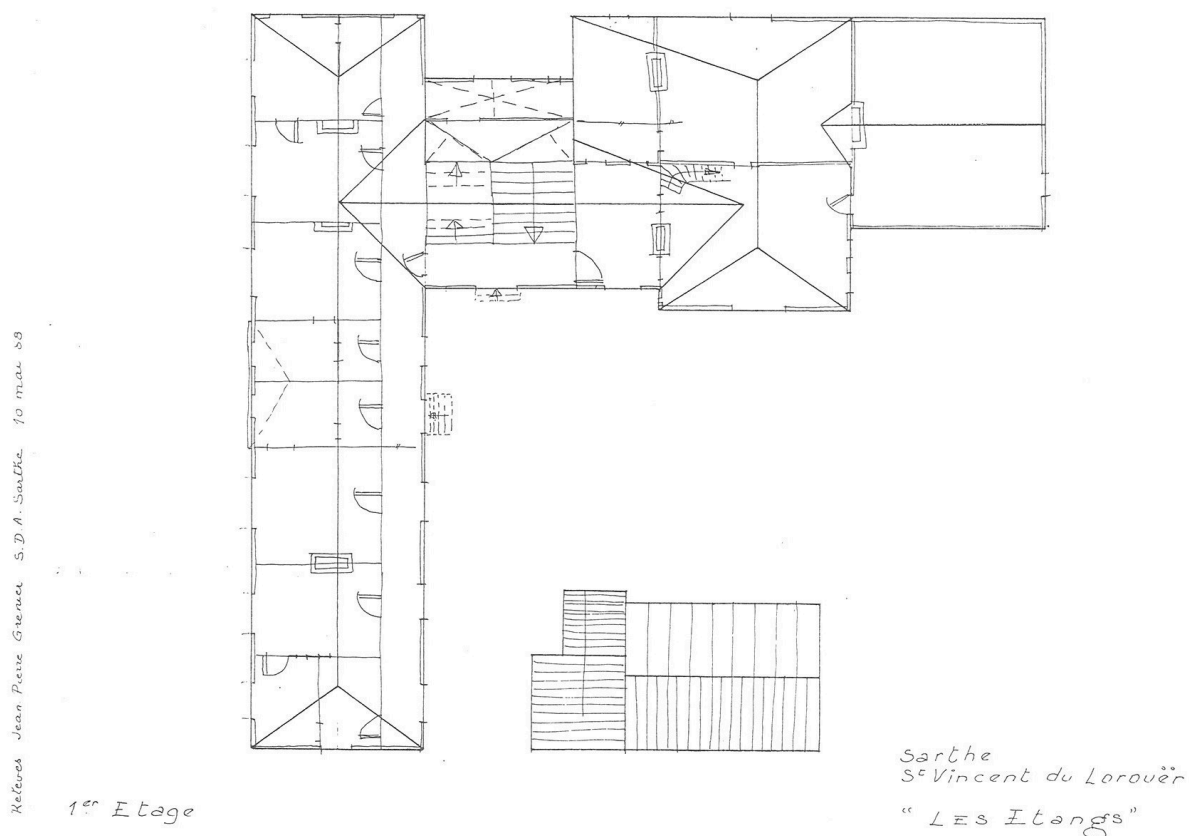 Relevés Jean Pierre Grenier S.D.A. Sarthe 10 mai 88
1er Etage
Sarthe
St Vincent du Lorouër
"LES Etangs"